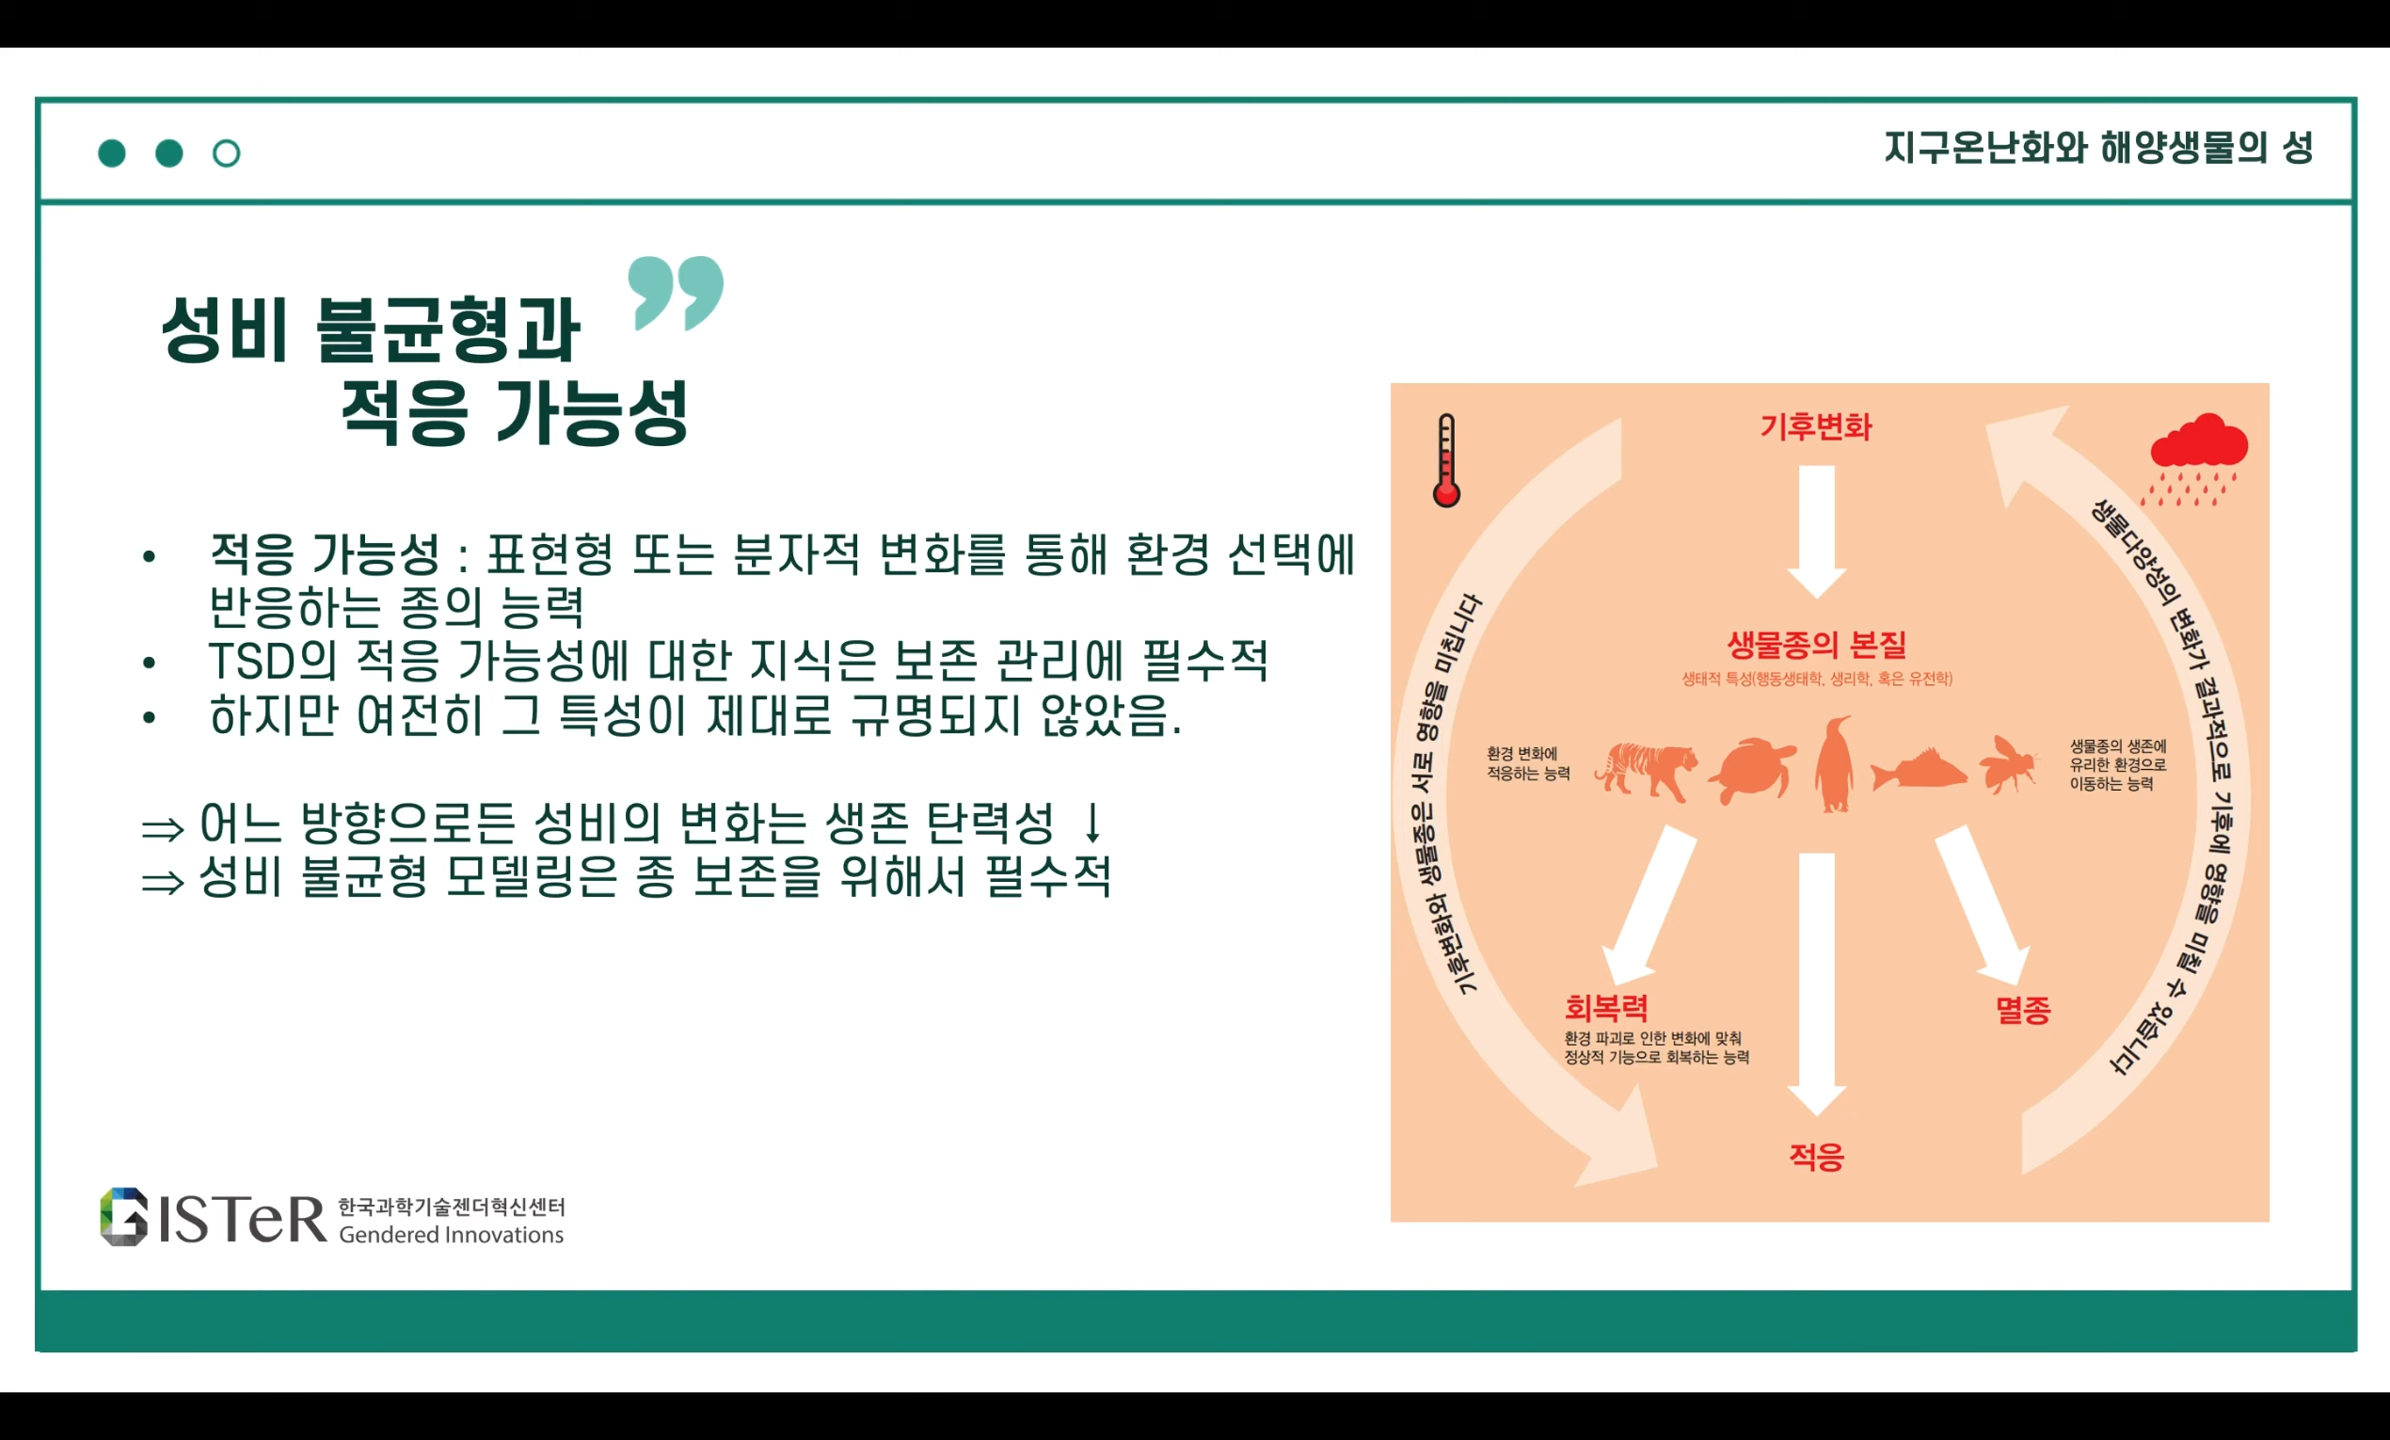 지구온난화와 해양생물의 성
성비 불균형과
적응 가능성
• 적응 가능성 : 표현형 또는 분자적 변화를 통해 환경 선택에
반응하는 종의 능력
• TSD의 적응 가능성에 대한 지식은 보존 관리에 필수적
• 하지만 여전히 그 특성이 제대로 규명되지 않았음.
⇒ 어느 방향으로든 성비의 변화는 생존 탄력성 ↓
⇒ 성비 불균형 모델링은 종 보존을 위해서 필수적
기후변화
생물종의 본질
생태적 특성(행동생태학, 생리학, 혹은 유전학)
환경 변화에
적응하는 능력
생물종의 생존에
유리한 환경으로
이동하는 능력
회복력
환경 파괴로 인한 변화에 맞춰
정상적 기능으로 회복하는 능력
적응
멸종
기후변화와 생물종은 서로 영향을 미칩니다
생물다양성의 변화가 결과적으로 기후에 영향을 미칠 수 있습니다
GISTeR 한국과학기술젠더혁신센터
Gendered Innovations